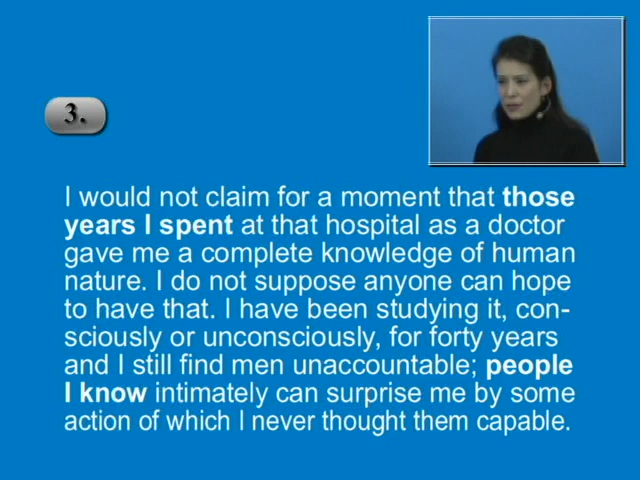 3.
I would not claim for a moment that those
years I spent at that hospital as a doctor
gave me a complete knowledge of human
nature. I do not suppose anyone can hope
to have that. I have been studying it, con-
sciously or unconsciously, for forty years
and I still find men unaccountable; people
I know intimately can surprise me by some
action of which I never thought them capable.